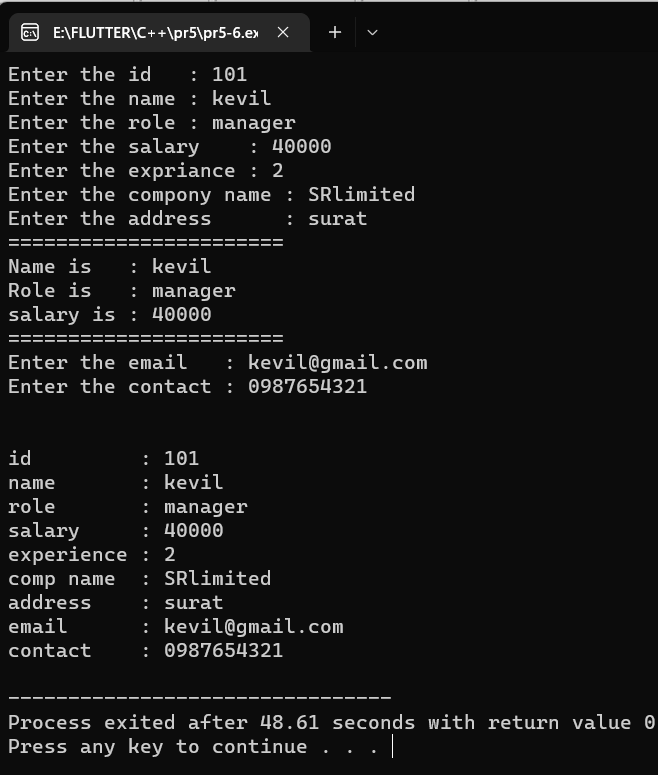 E:\FLUTTER\C++\pr5\pr5-6.ex
Enter the id   : 101
Enter the name : kevil
Enter the role : manager
Enter the salary    : 40000
Enter the expriance : 2
Enter the compony name : SRlimited
Enter the address      : surat
=======================
Name is   : kevil
Role is   : manager
salary is : 40000
=======================
Enter the email   : kevil@gmail.com
Enter the contact : 0987654321
id         : 101
name       : kevil
role       : manager
salary     : 40000
experience : 2
comp name  : SRlimited
address    : surat
email      : kevil@gmail.com
contact    : 0987654321
--------------------------------
Process exited after 48.61 seconds with return value 0
Press any key to continue . . .